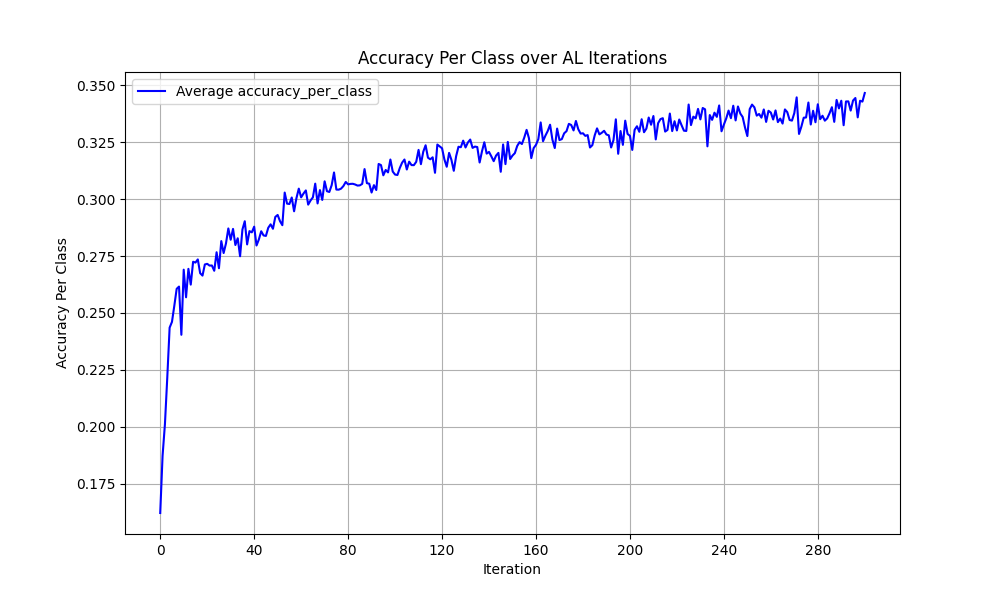 Accuracy Per Class over AL Iterations
Average accuracy_per_class
0.350
0.325
0.300
0.275
0.250
0.225
0.200
0.175
Accuracy Per Class
0 40 80 120 160 200 240 280
Iteration